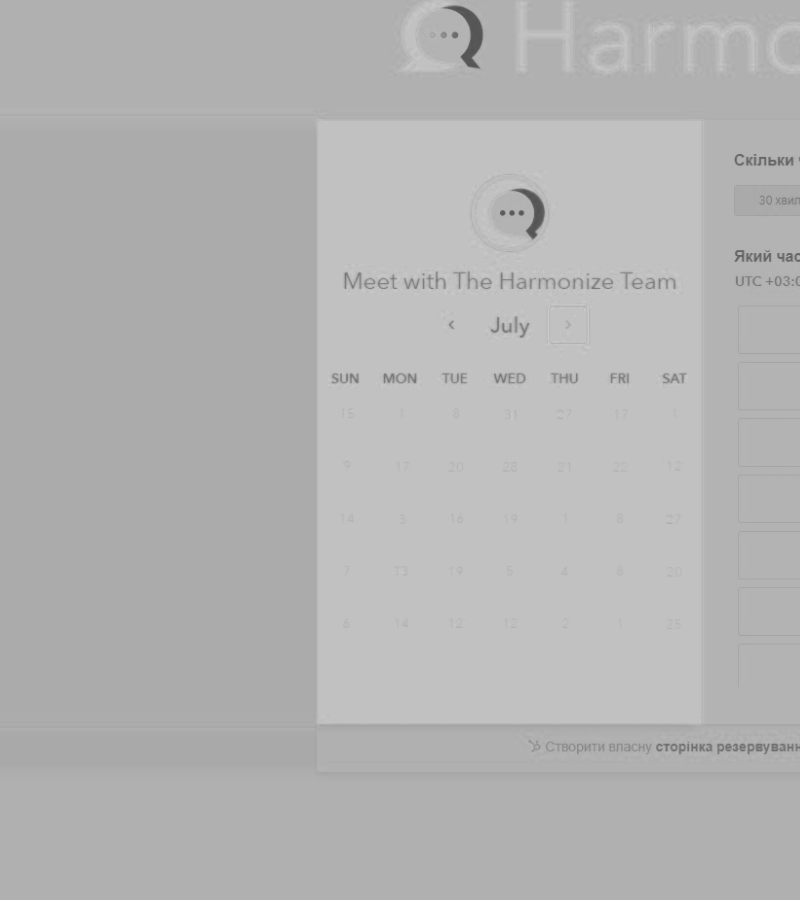 Harmo
Meet with The Harmonize Team
‹ July ›
SUN MON TUE WED THU FRI SAT
15 1 8 31 27 17 1
9 17 20 28 21 22 12
14 3 16 19 1 8 27
7 13 19 5 4 8 20
6 14 12 12 2 1 25
Скільки
30 хвил
Який час
UTC +03:0
Створити власну сторінка резервуванн